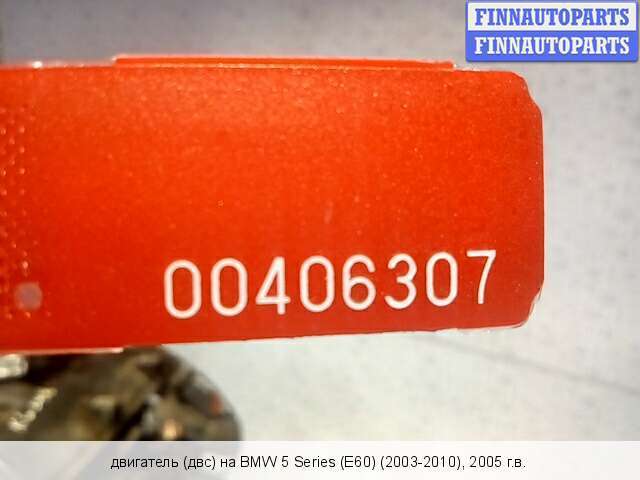 FINNAUTOPARTS
FINNAUTOPARTS
00406307
двигатель (двс) на BMW 5 Series (E60) (2003-2010), 2005 г.в.